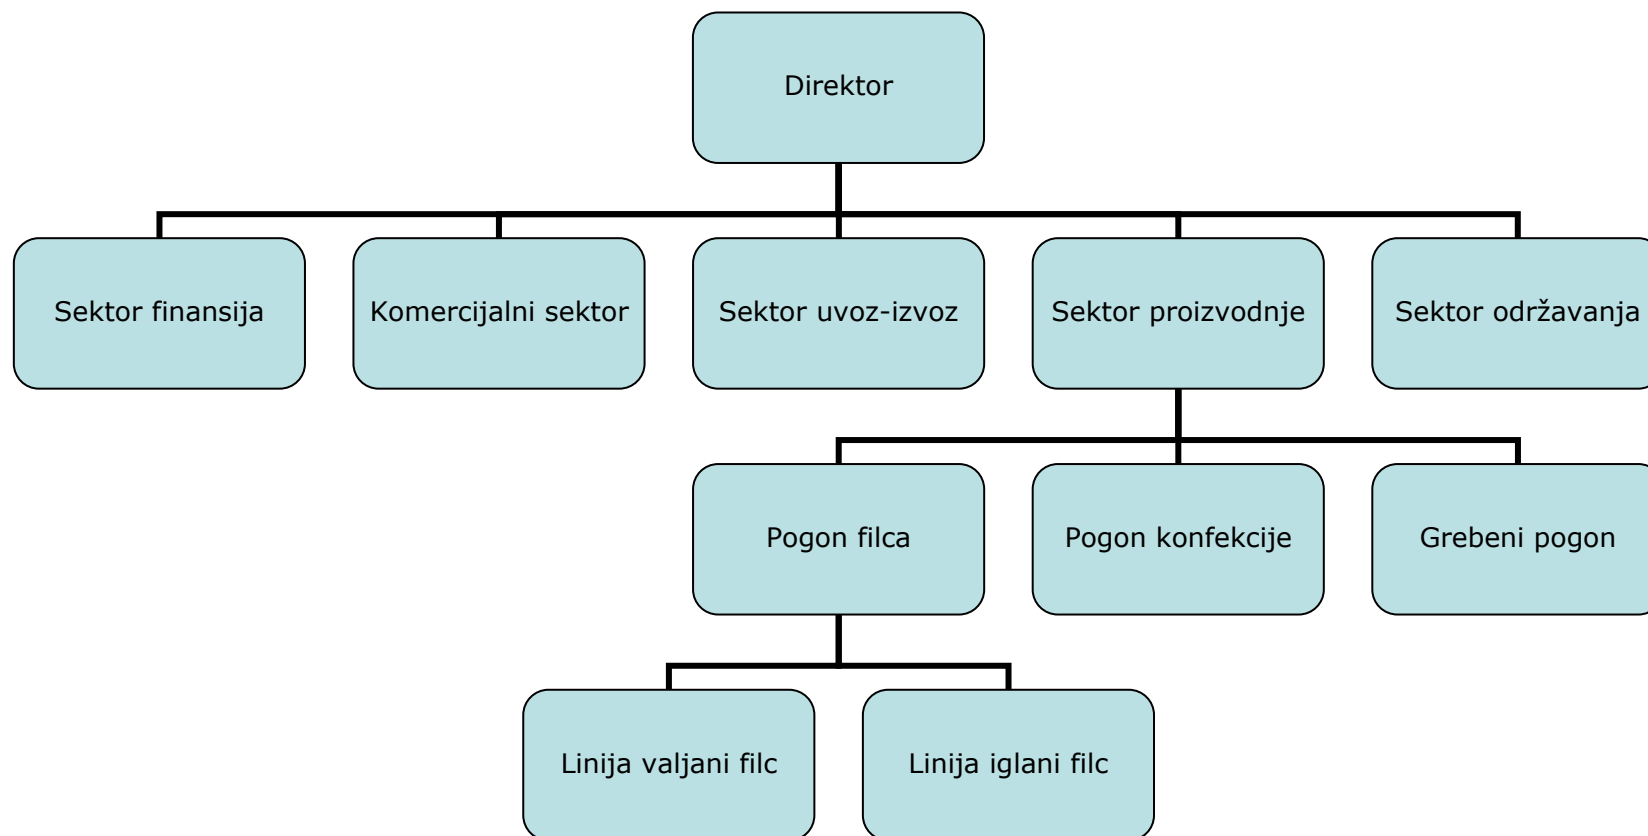 Direktor
Sektor finansija
Komercijalni sektor
Sektor uvoz-izvoz
Sektor proizvodnje
Sektor održavanja
Pogon filca
Pogon konfekcije
Grebeni pogon
Linija valjani filc
Linija iglani filc